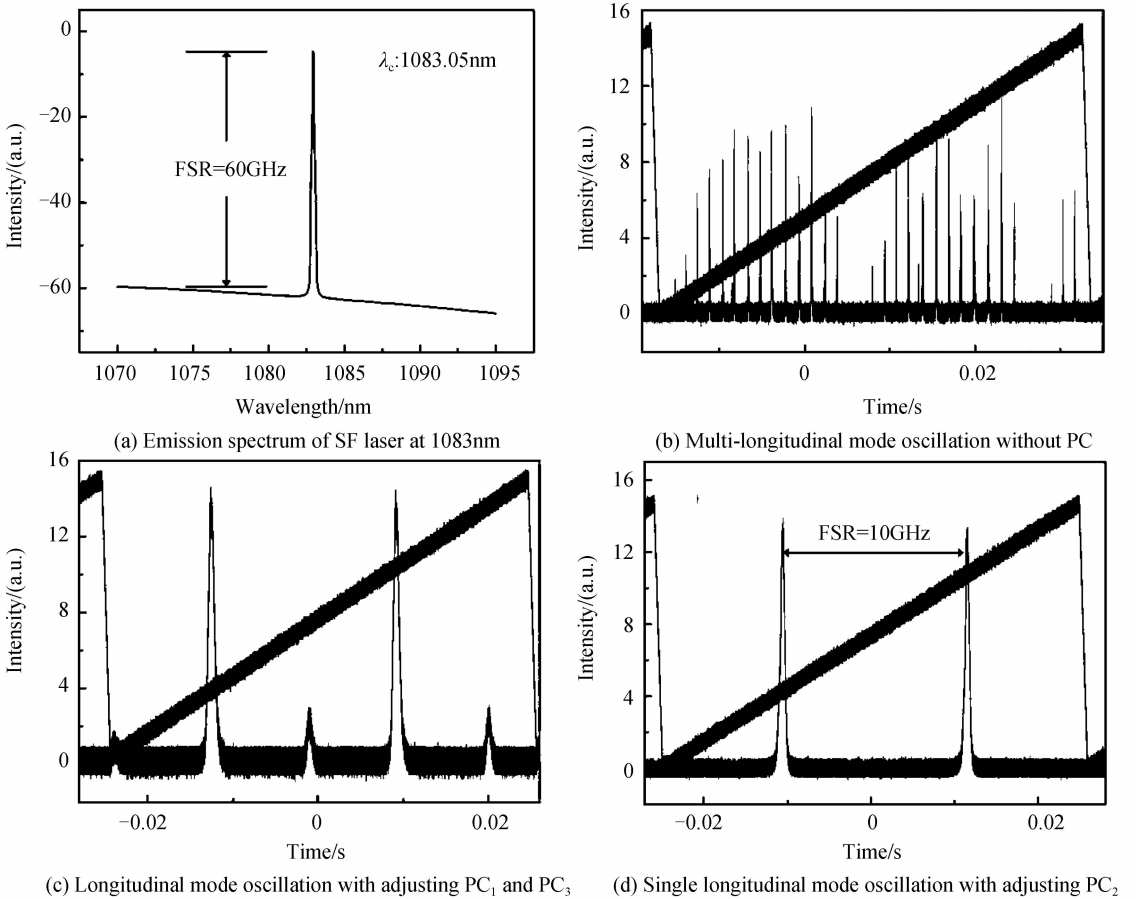 0
−20
−40
−60
Intensity/(a.u.)
λc:1083.05nm
FSR=60GHz
1070 1075 1080 1085 1090 1095
Wavelength/nm
(a) Emission spectrum of SF laser at 1083nm
16
12
8
4
0
Intensity/(a.u.)
0 0.02
Time/s
(b) Multi-longitudinal mode oscillation without PC
16
12
8
4
0
Intensity/(a.u.)
−0.02 0 0.02
Time/s
(c) Longitudinal mode oscillation with adjusting PC₁ and PC₃
16
12
8
4
0
Intensity/(a.u.)
FSR=10GHz
−0.02 0 0.02
Time/s
(d) Single longitudinal mode oscillation with adjusting PC₂